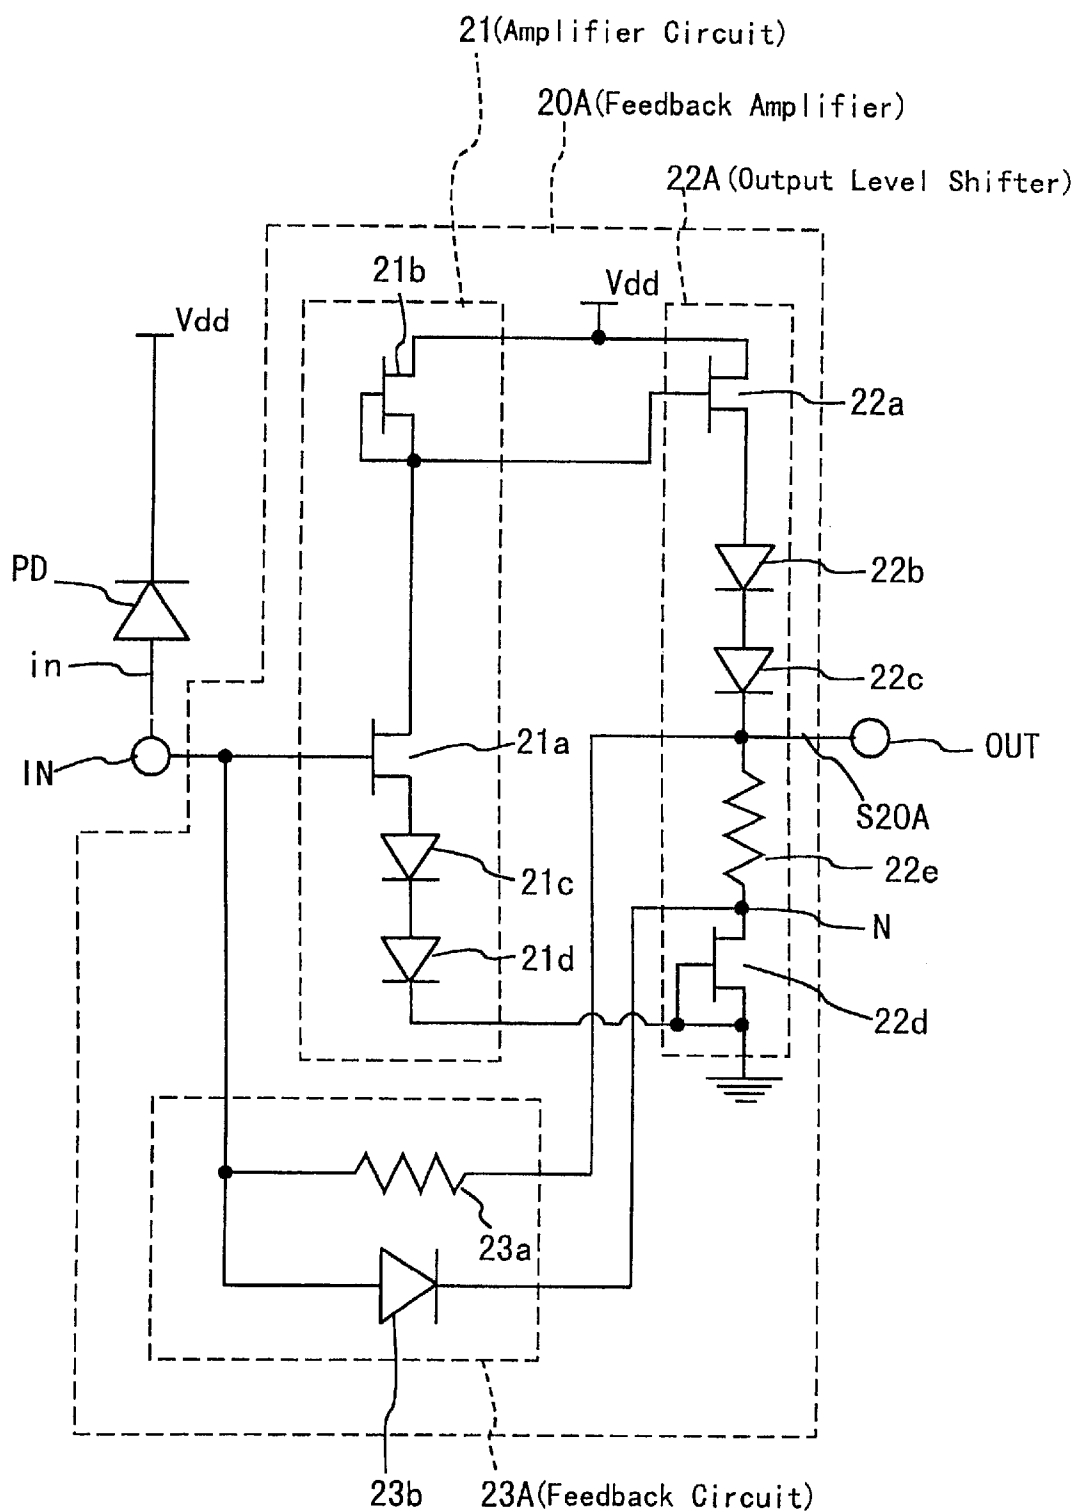 21(Amplifier Circuit)
20A(Feedback Amplifier)
22A(Output Level Shifter)
21b
Vdd
Vdd
22a
PD
22b
in
22c
21a
IN
OUT
S20A
21c
22e
N
21d
22d
23a
23b
23A(Feedback Circuit)